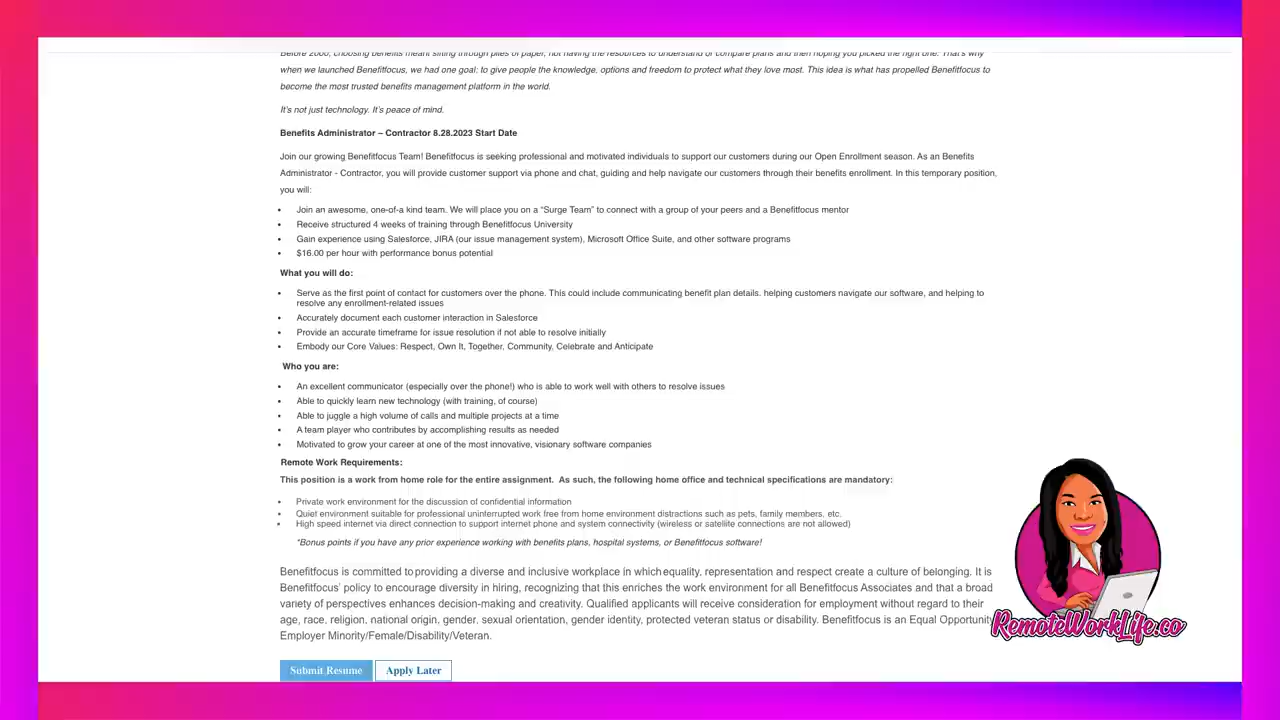 Before 2000, choosing benefits meant sifting through piles of paper, not having the resources to understand or compare plans and then hoping you picked the right one. That's why
when we launched Benefitfocus, we had one goal: to give people the knowledge, options and freedom to protect what they love most. This idea is what has propelled Benefitfocus to
become the most trusted benefits management platform in the world.
It's not just technology. It's peace of mind.
Benefits Administrator – Contractor 8.28.2023 Start Date
Join our growing Benefitfocus Team! Benefitfocus is seeking professional and motivated individuals to support our customers during our Open Enrollment season. As an Benefits
Administrator - Contractor, you will provide customer support via phone and chat, guiding and help navigate our customers through their benefits enrollment. In this temporary position,
you will:
• Join an awesome, one-of-a kind team. We will place you on a “Surge Team” to connect with a group of your peers and a Benefitfocus mentor
• Receive structured 4 weeks of training through Benefitfocus University
• Gain experience using Salesforce, JIRA (our issue management system), Microsoft Office Suite, and other software programs
• $16.00 per hour with performance bonus potential
What you will do:
• Serve as the first point of contact for customers over the phone. This could include communicating benefit plan details. helping customers navigate our software, and helping to
resolve any enrollment-related issues
• Accurately document each customer interaction in Salesforce
• Provide an accurate timeframe for issue resolution if not able to resolve initially
• Embody our Core Values: Respect, Own It, Together, Community, Celebrate and Anticipate
Who you are:
• An excellent communicator (especially over the phone!) who is able to work well with others to resolve issues
• Able to quickly learn new technology (with training, of course)
• Able to juggle a high volume of calls and multiple projects at a time
• A team player who contributes by accomplishing results as needed
• Motivated to grow your career at one of the most innovative, visionary software companies
Remote Work Requirements:
This position is a work from home role for the entire assignment. As such, the following home office and technical specifications are mandatory:
• Private work environment for the discussion of confidential information
• Quiet environment suitable for professional uninterrupted work free from home environment distractions such as pets, family members, etc.
• High speed internet via direct connection to support internet phone and system connectivity (wireless or satellite connections are not allowed)
*Bonus points if you have any prior experience working with benefits plans, hospital systems, or Benefitfocus software!
Benefitfocus is committed to providing a diverse and inclusive workplace in which equality, representation and respect create a culture of belonging. It is
Benefitfocus' policy to encourage diversity in hiring, recognizing that this enriches the work environment for all Benefitfocus Associates and that a broad
variety of perspectives enhances decision-making and creativity. Qualified applicants will receive consideration for employment without regard to their
age, race, religion, national origin, gender, sexual orientation, gender identity, protected veteran status or disability. Benefitfocus is an Equal Opportunity
Employer Minority/Female/Disability/Veteran.
RemoteWorkLife.co
Submit Resume Apply Later